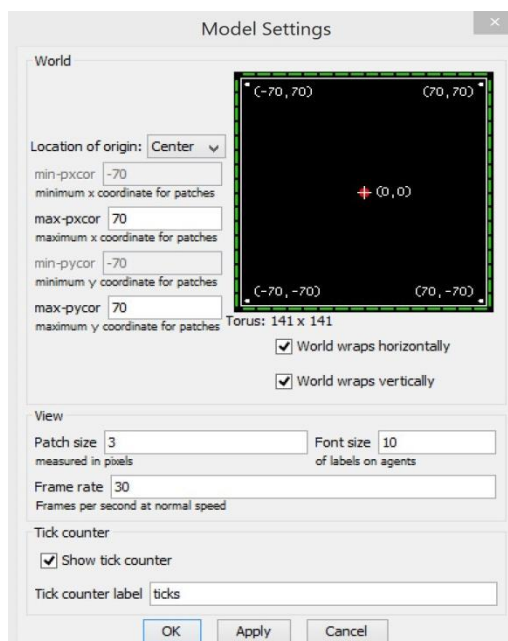 Model Settings
World
(-70,70) (70,70)
Location of origin: Center
min-pxcor -70
minimum x coordinate for patches
max-pxcor 70
maximum x coordinate for patches
(0,0)
min-pycor -70
minimum y coordinate for patches
max-pycor 70
maximum y coordinate for patches
(-70,-70) (70,-70)
Torus: 141 x 141
World wraps horizontally
World wraps vertically
View
Patch size 3 Font size 10
measured in pixels of labels on agents
Frame rate 30
Frames per second at normal speed
Tick counter
Show tick counter
Tick counter label ticks
OK Apply Cancel